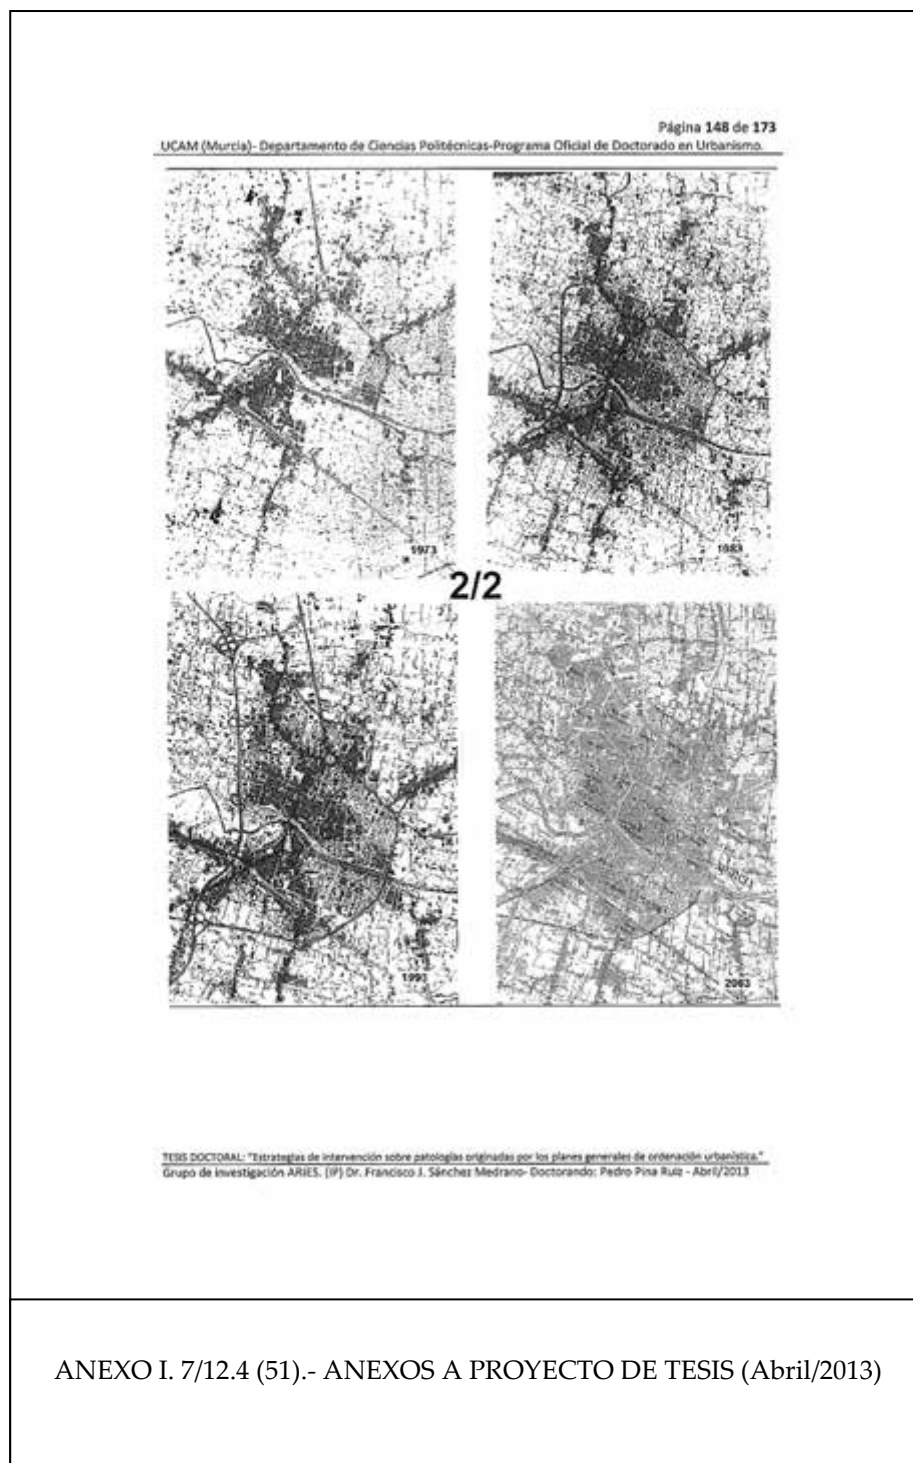 Página 148 de 173
UCAM (Murcia)- Departamento de Ciencias Politécnicas-Programa Oficial de Doctorado en Urbanismo.
1973
1983
2/2
1993
2003
TESIS DOCTORAL: "Estrategias de intervención sobre patologías originadas por los planes generales de ordenación urbanística."
Grupo de investigación ARIES. (IP) Dr. Francisco J. Sánchez Medrano- Doctorando: Pedro Pina Ruiz - Abril/2013
ANEXO I. 7/12.4 (51).- ANEXOS A PROYECTO DE TESIS (Abril/2013)